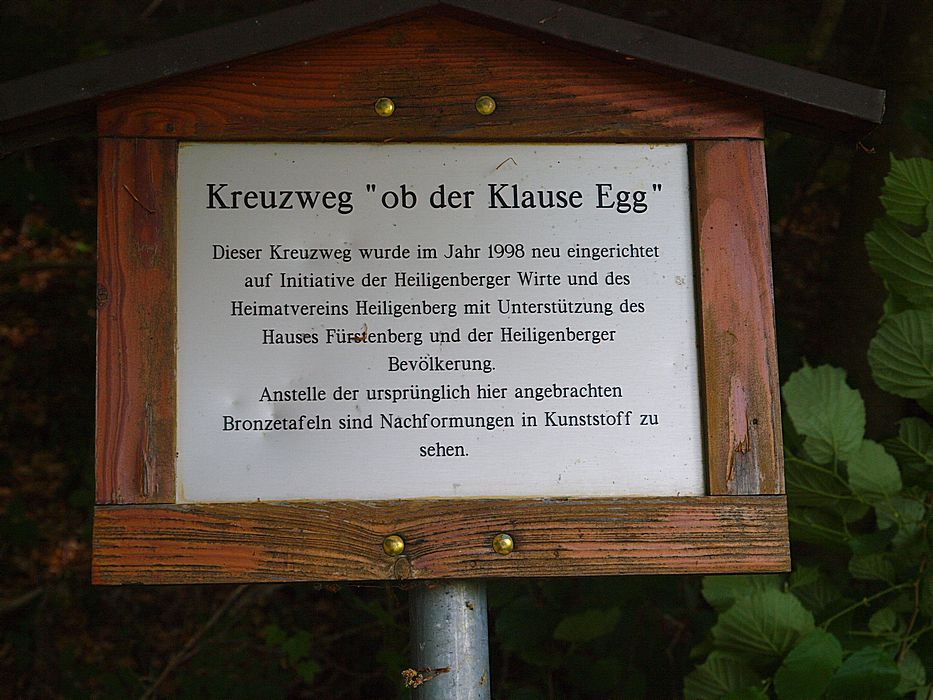 Kreuzweg "ob der Klause Egg"
Dieser Kreuzweg wurde im Jahr 1998 neu eingerichtet
auf Initiative der Heiligenberger Wirte und des
Heimatvereins Heiligenberg mit Unterstützung des
Hauses Fürstenberg und der Heiligenberger
Bevölkerung.
Anstelle der ursprünglich hier angebrachten
Bronzetafeln sind Nachformungen in Kunststoff zu
sehen.